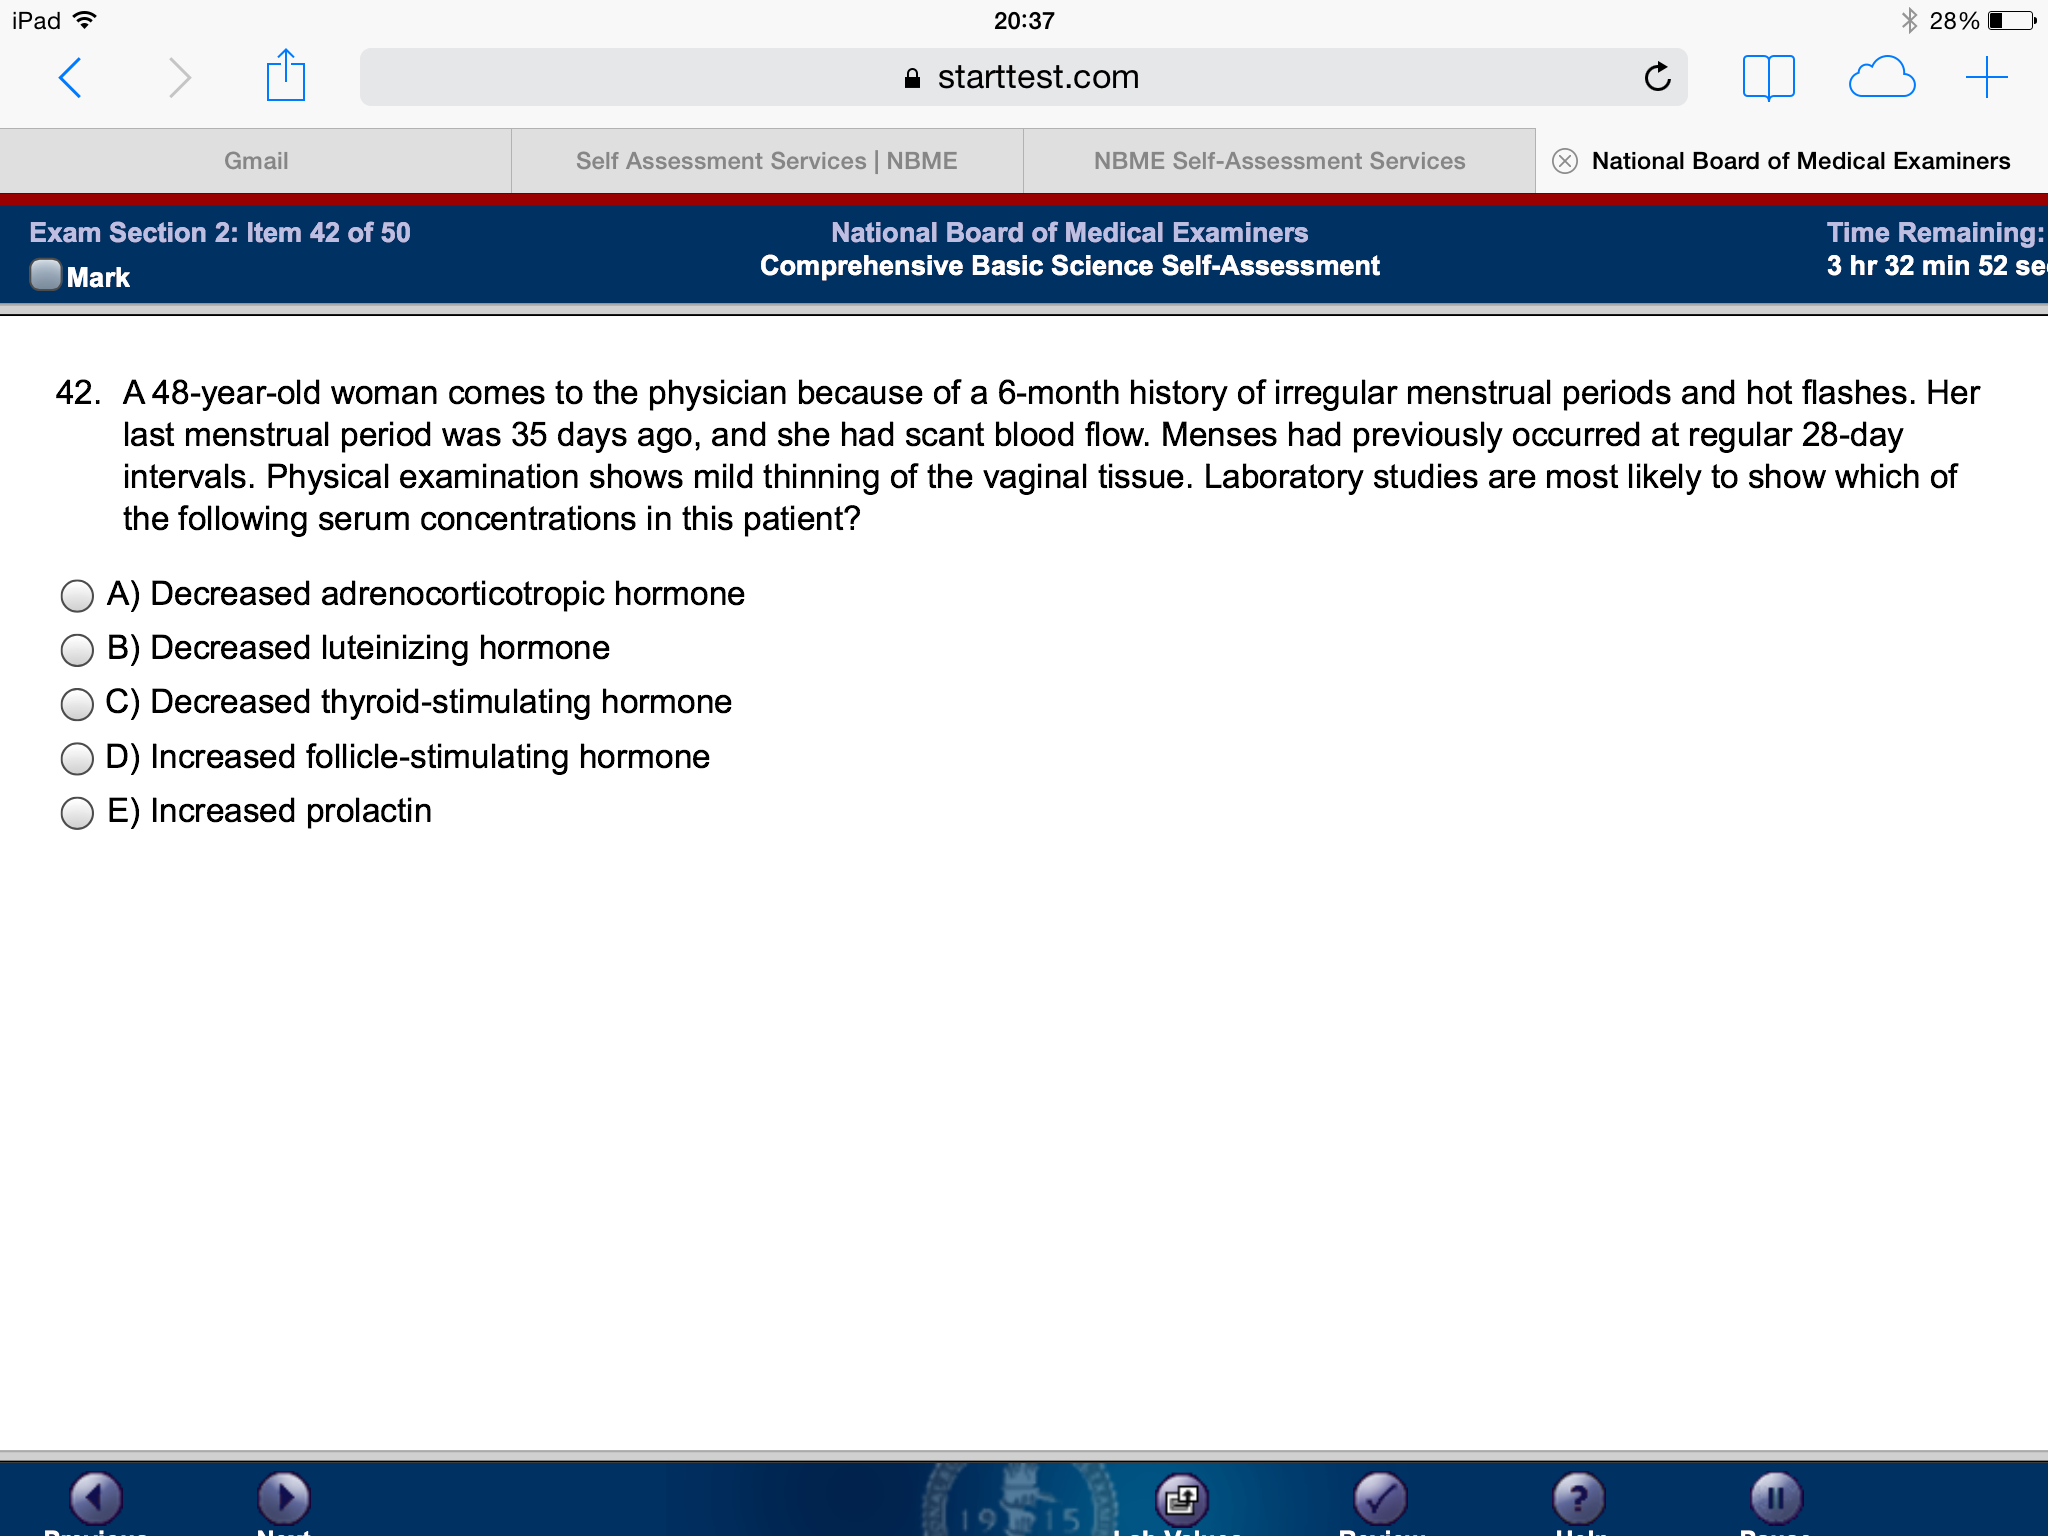 iPad
20:37
28%
starttest.com
Gmail
Self Assessment Services | NBME
NBME Self-Assessment Services
National Board of Medical Examiners
Exam Section 2: Item 42 of 50
National Board of Medical Examiners
Time Remaining:
Mark
Comprehensive Basic Science Self-Assessment
3 hr 32 min 52 se
42. A 48-year-old woman comes to the physician because of a 6-month history of irregular menstrual periods and hot flashes. Her
last menstrual period was 35 days ago, and she had scant blood flow. Menses had previously occurred at regular 28-day
intervals. Physical examination shows mild thinning of the vaginal tissue. Laboratory studies are most likely to show which of
the following serum concentrations in this patient?
A) Decreased adrenocorticotropic hormone
B) Decreased luteinizing hormone
C) Decreased thyroid-stimulating hormone
D) Increased follicle-stimulating hormone
E) Increased prolactin
19 15